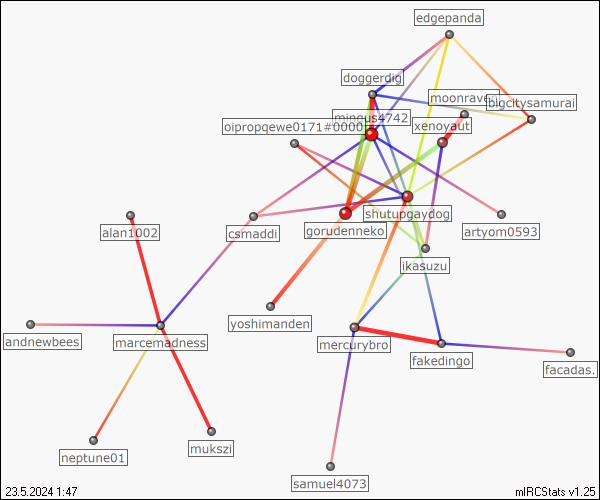 edgepanda
doggerdig
moonraven
bigcitysamurai
mingus4742
oipropqewe0171#0000
xenoyaut
shutupgaydog
alan1002
csmaddi
gorudenneko
artyom0593
ikasuzu
yoshimanden
andnewbees
marcemadness
mercurybro
fakedingo
facadas.
mukszi
neptune01
samuel4073
23.5.2024 1:47
mIRCStats v1.25